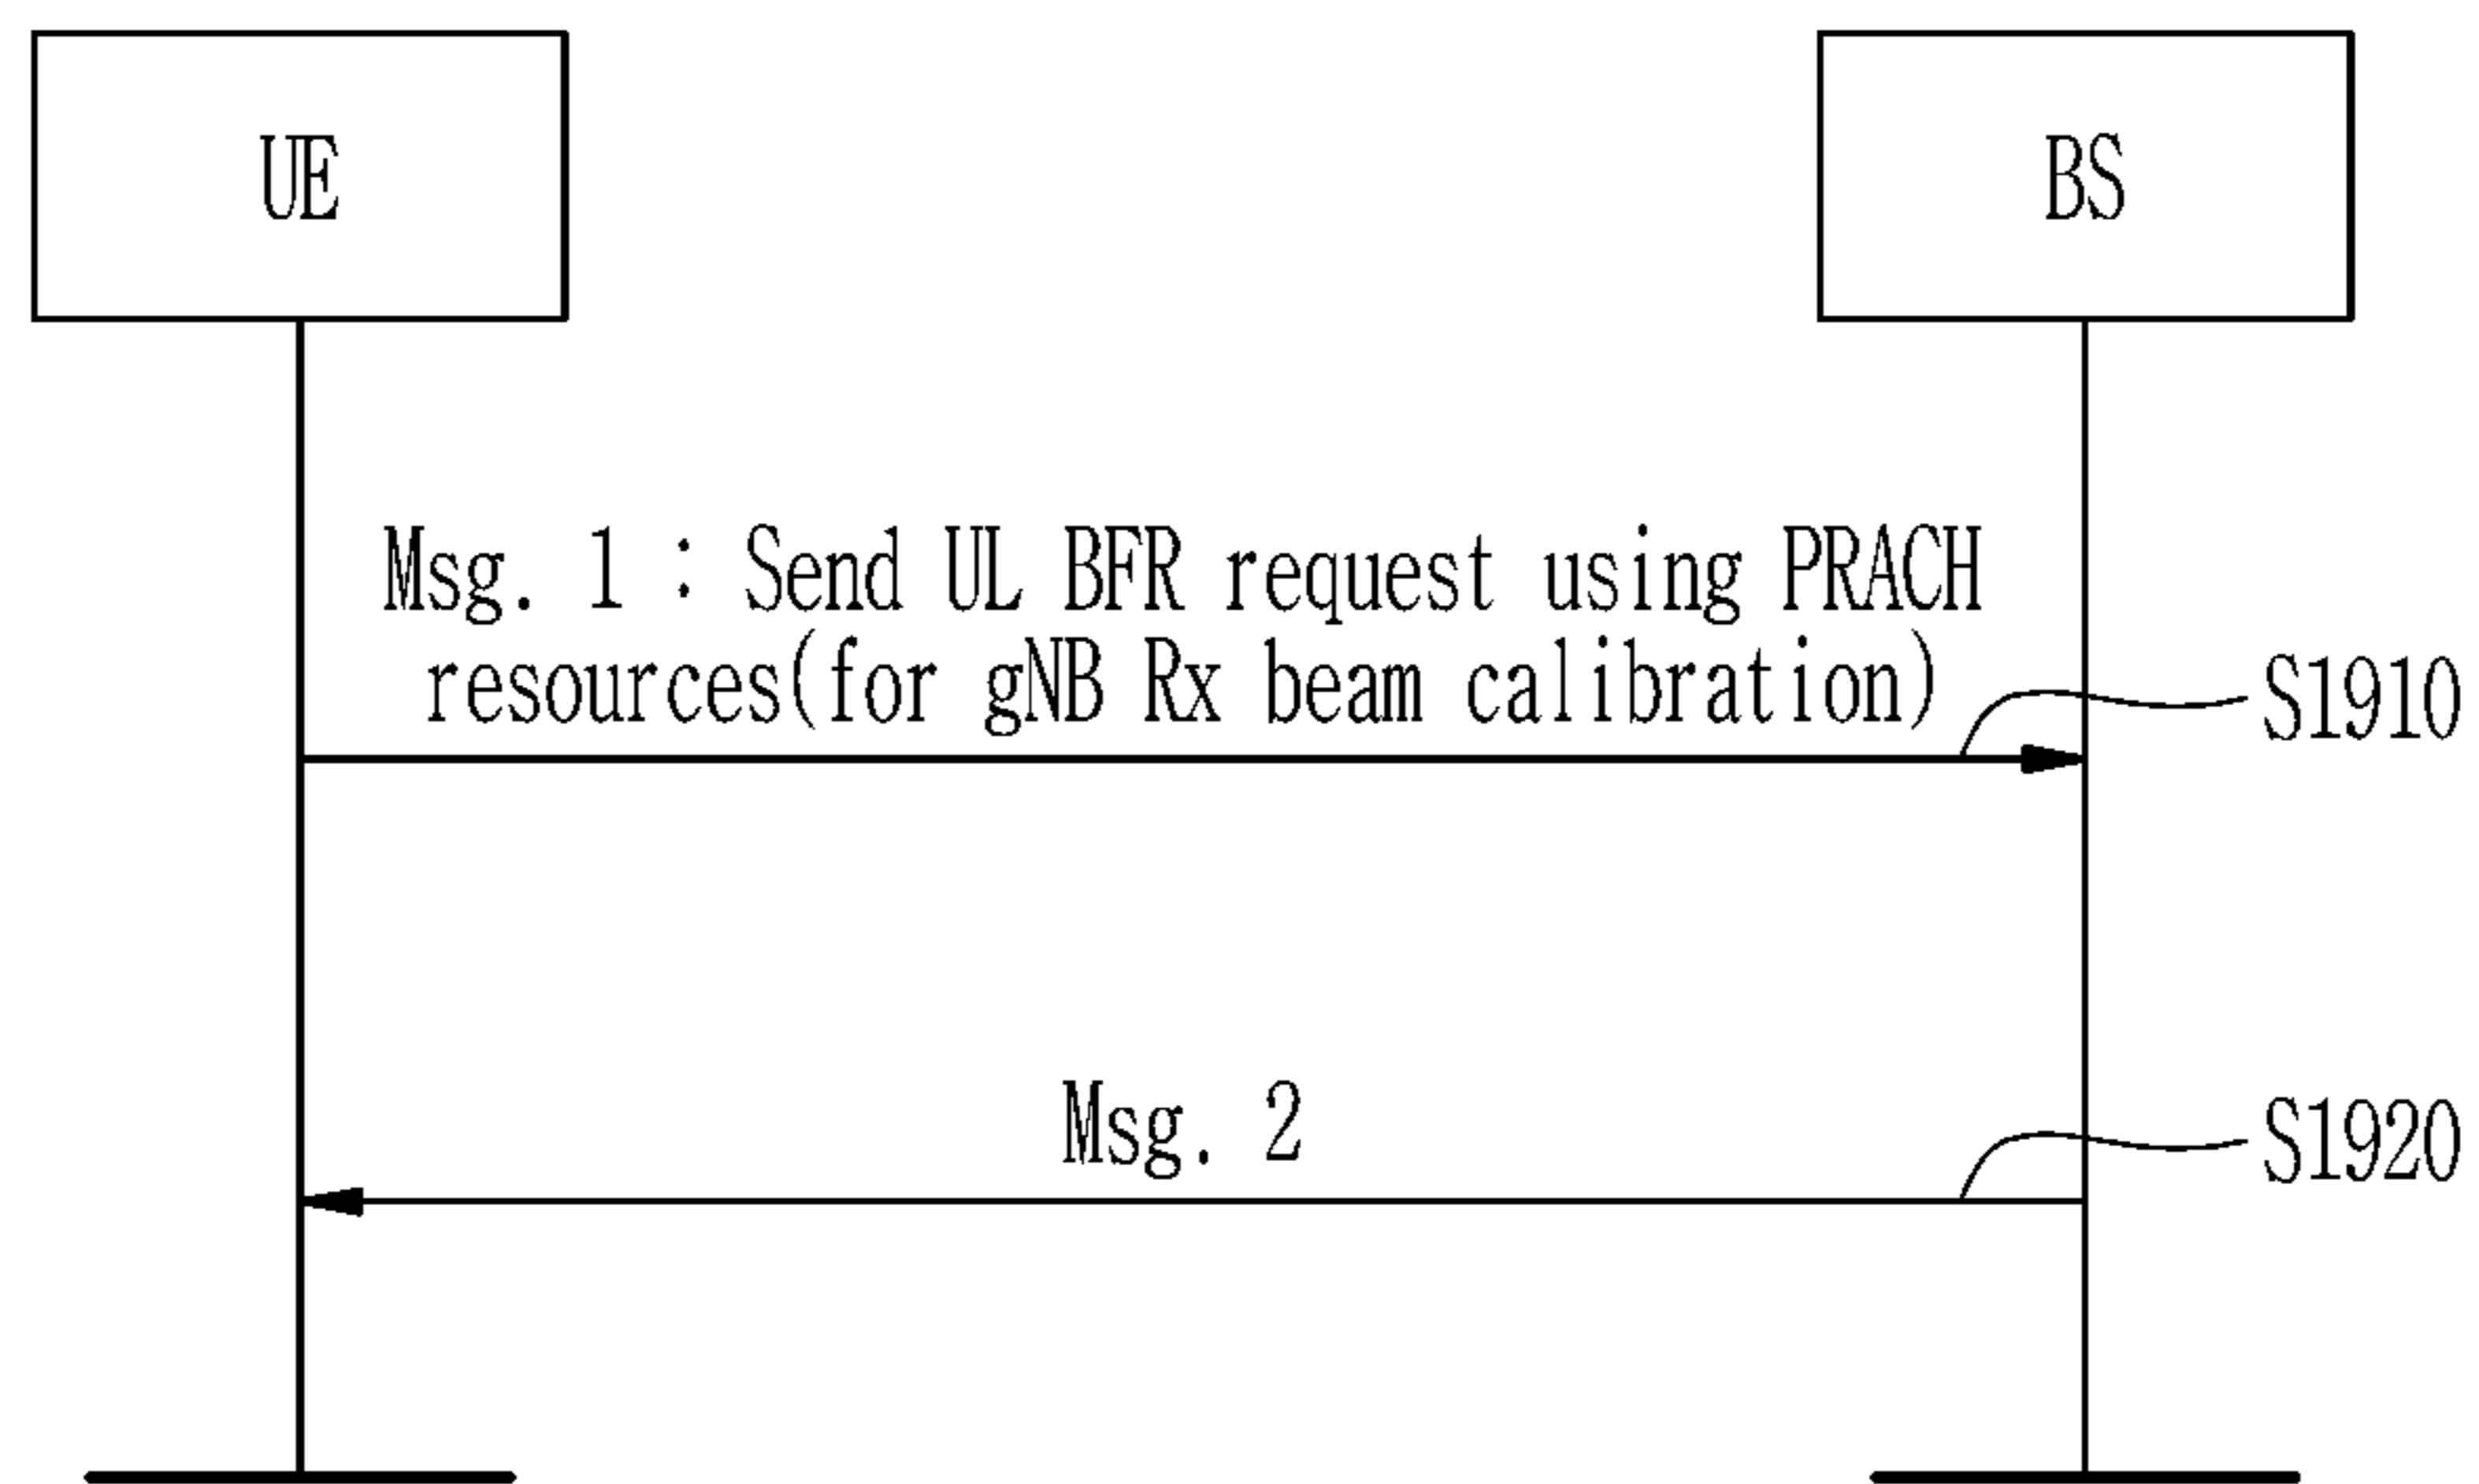 UE
BS
Msg. 1 : Send UL BFR request using PRACH
resources(for gNB Rx beam calibration)
S1910
Msg. 2
S1920